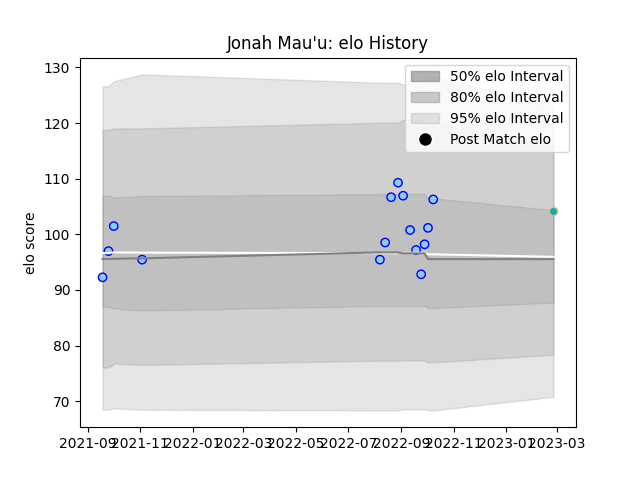 Jonah Mau'u: elo History
50% elo Interval
80% elo Interval
95% elo Interval
Post Match elo
elo score
130
120
110
100
90
80
70
2021-09 2021-11 2022-01 2022-03 2022-05 2022-07 2022-09 2022-11 2023-01 2023-03